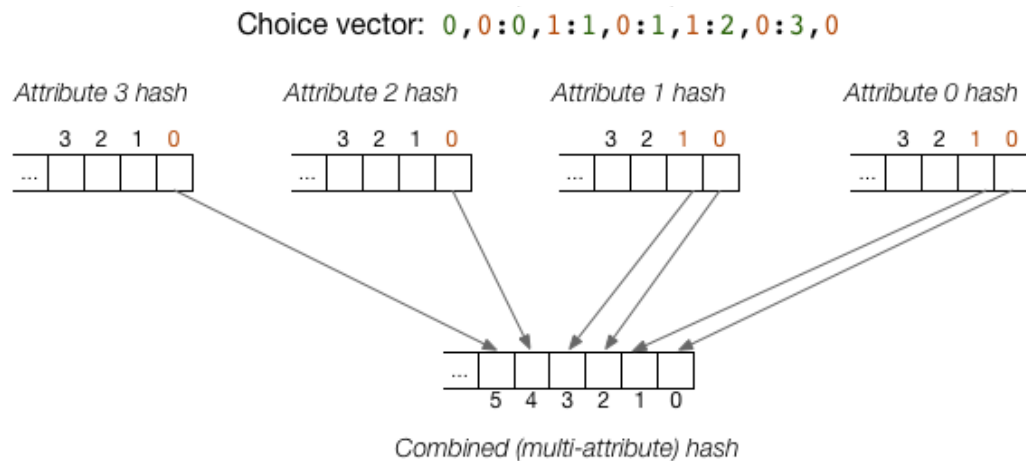 Choice vector: 0,0:0,1:1,0:1,1:2,0:3,0
Attribute 3 hash Attribute 2 hash Attribute 1 hash Attribute 0 hash
3 2 1 0 3 2 1 0 3 2 1 0 3 2 1 0
... ... ... ...
...
5 4 3 2 1 0
Combined (multi-attribute) hash